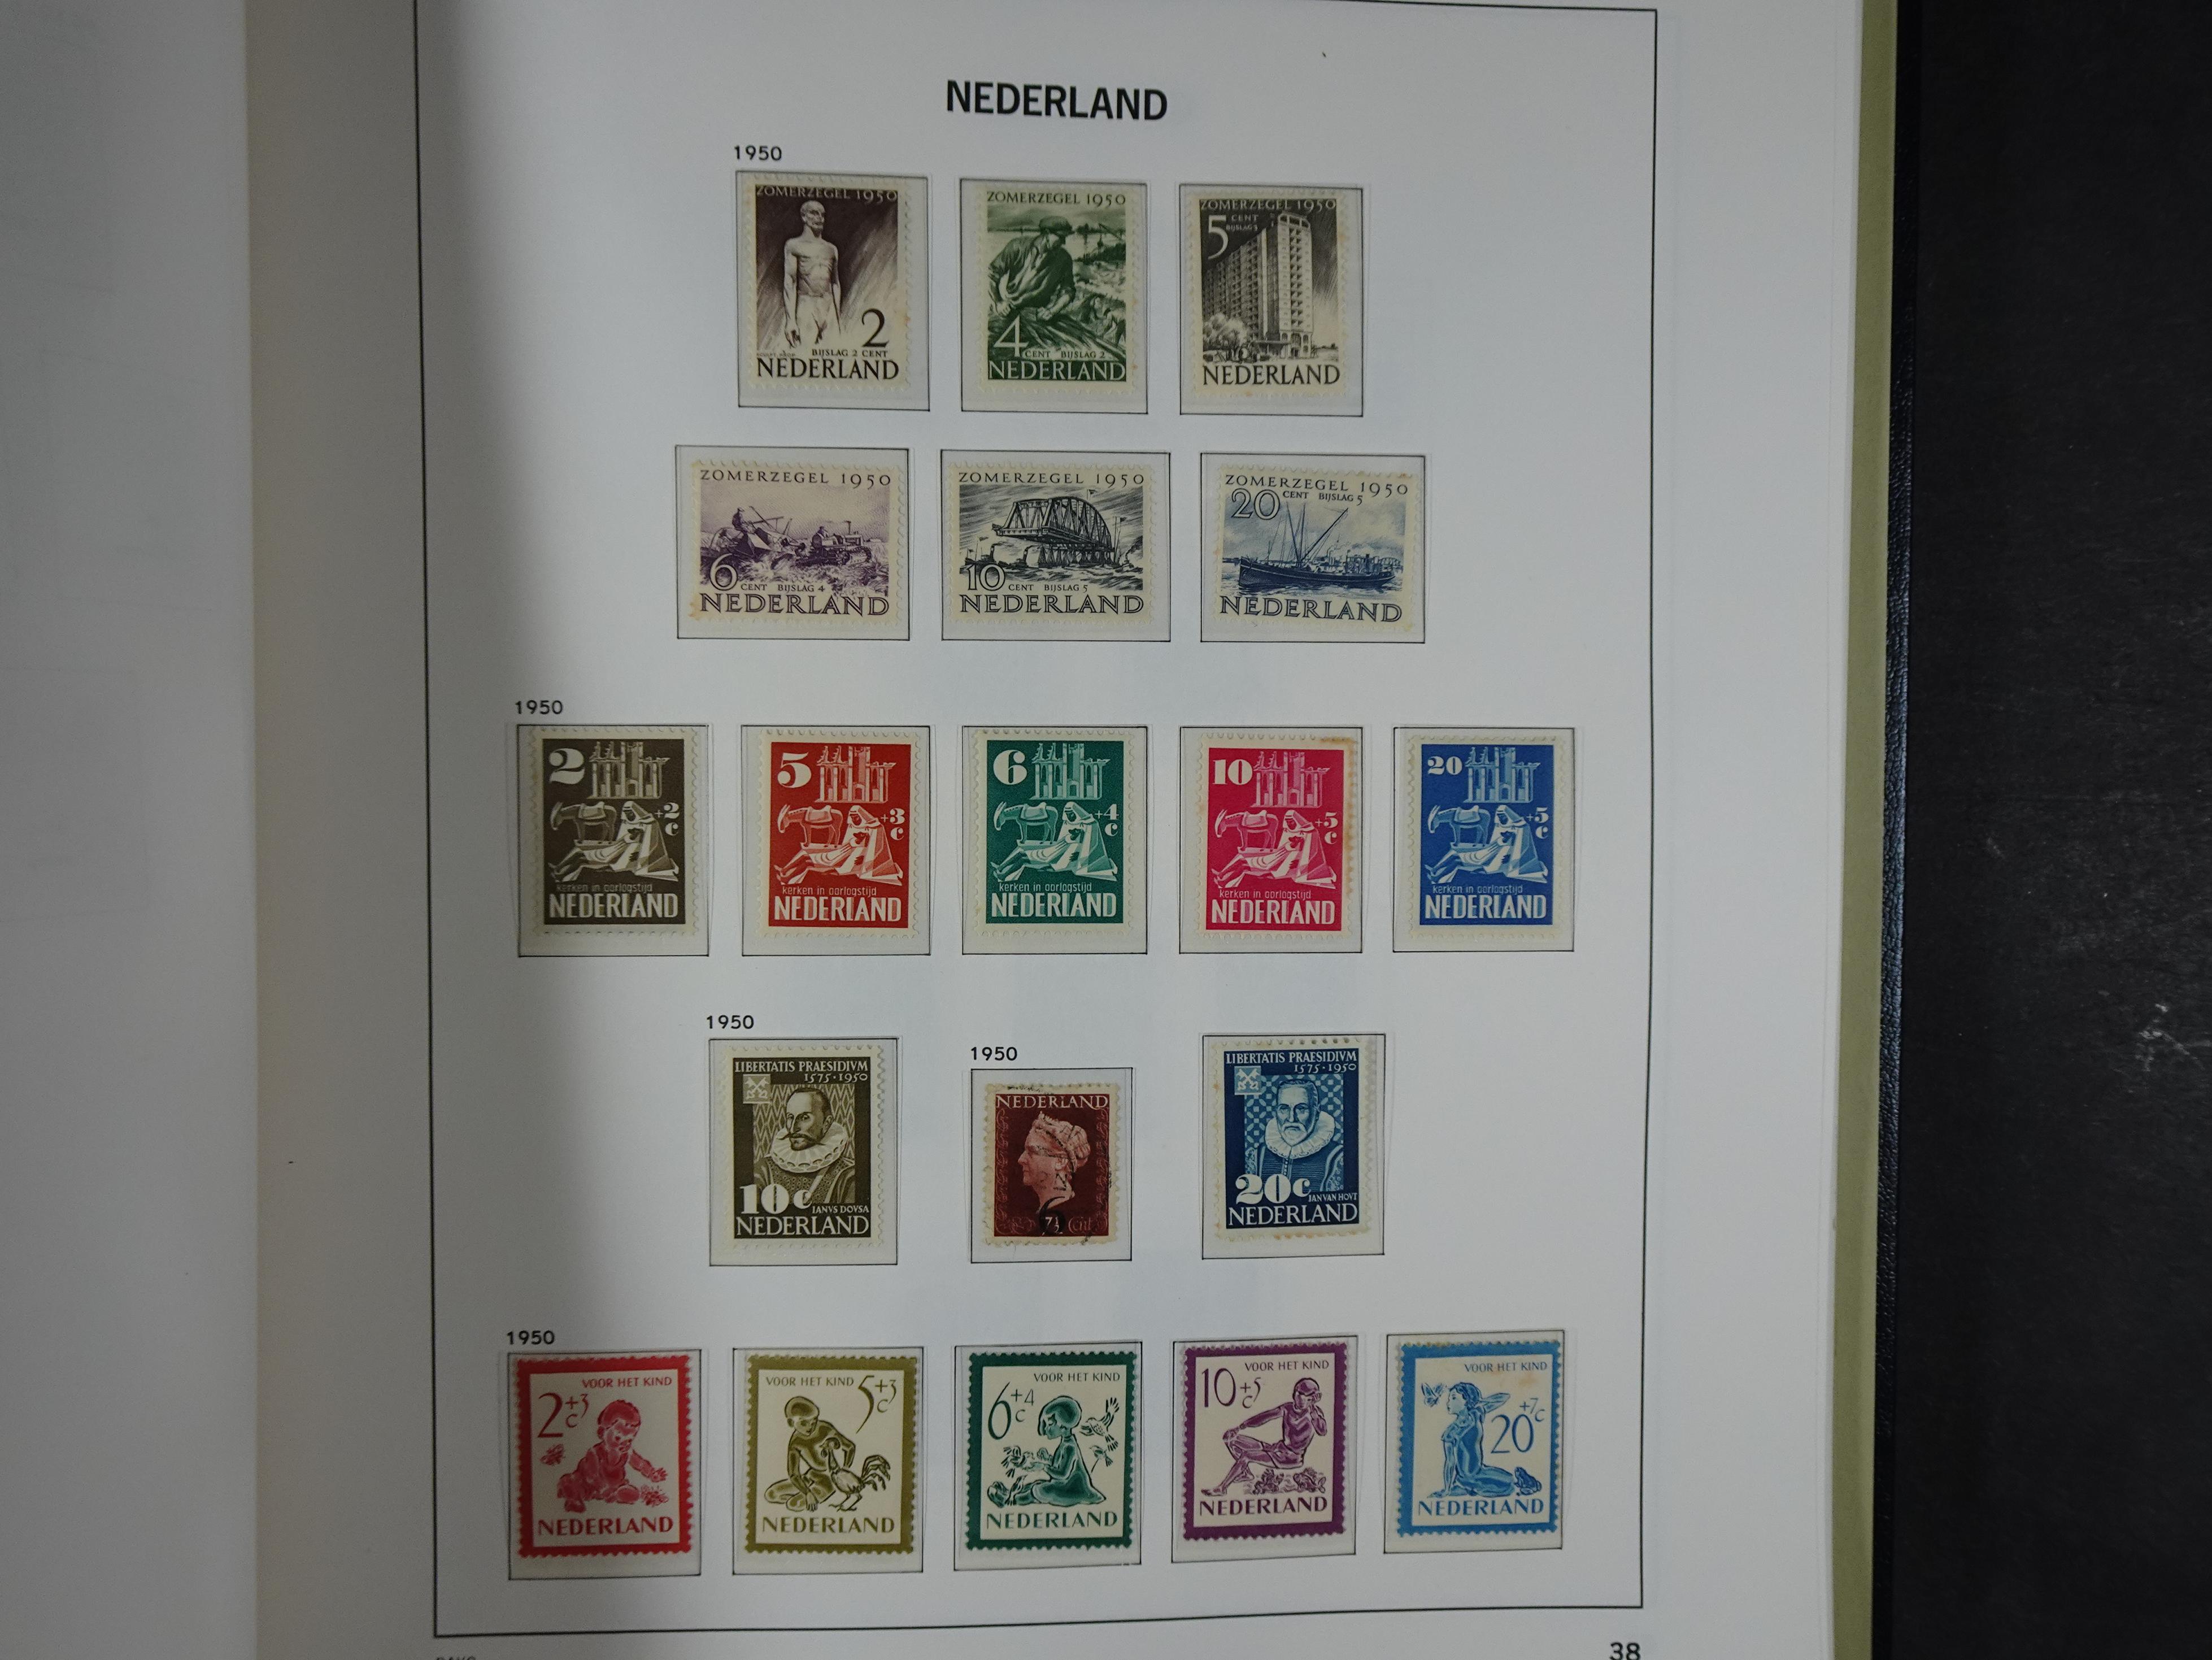 NEDERLAND
1950
ZOMERZEGEL 1950
2
BIJSLAG 2 CENT
NEDERLAND
ZOMERZEGEL 1950
4 CENT BIJSLAG 2
NEDERLAND
ZOMERZEGEL 1950
5 CENT
BIJSLAG 3
NEDERLAND
ZOMERZEGEL 1950
6 CENT BIJSLAG 4
NEDERLAND
ZOMERZEGEL 1950
10 CENT BIJSLAG 5
NEDERLAND
ZOMERZEGEL 1950
20 CENT BIJSLAG 5
NEDERLAND
1950
2
+2
c
kerken in oorlogstijd
NEDERLAND
5
+3
c
kerken in oorlogstijd
NEDERLAND
6
+4
c
kerken in oorlogstijd
NEDERLAND
10
+5
c
kerken in oorlogstijd
NEDERLAND
20
+5
c
kerken in oorlogstijd
NEDERLAND
1950
LIBERTATIS PRAESIDIVM
1575·1950
10c IANVS DOVSA
NEDERLAND
1950
NEDERLAND
7½ Cent
LIBERTATIS PRAESIDIVM
1575·1950
20c JAN VAN HOVT
NEDERLAND
1950
VOOR HET KIND
2+3
c
NEDERLAND
VOOR HET KIND 5+3
c
NEDERLAND
VOOR HET KIND
6+4
c
NEDERLAND
VOOR HET KIND
10+5
c
NEDERLAND
VOOR HET KIND
+7c
20
NEDERLAND
38